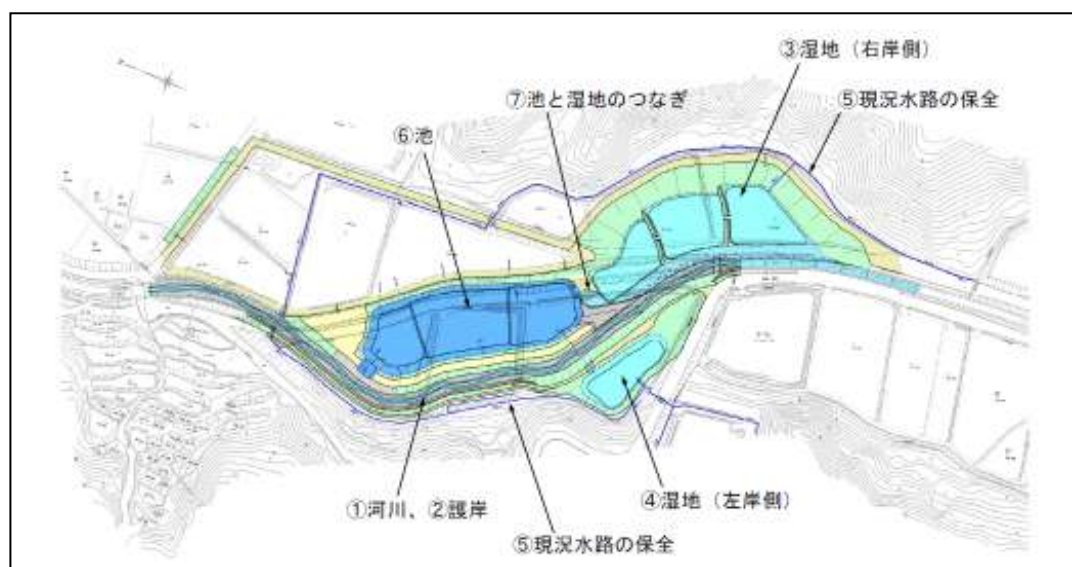 ③湿地（右岸側）
⑦池と湿地のつなぎ
⑤現況水路の保全
⑥池
①河川、②護岸
④湿地（左岸側）
⑤現況水路の保全